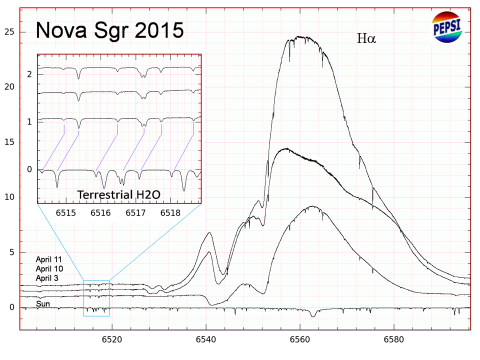 Nova Sgr 2015
Hα
PEPSI
25
20
15
10
5
0
2
1
0
6515 6516 6517 6518
Terrestrial H2O
April 11
April 10
April 3
Sun
6520 6540 6560 6580